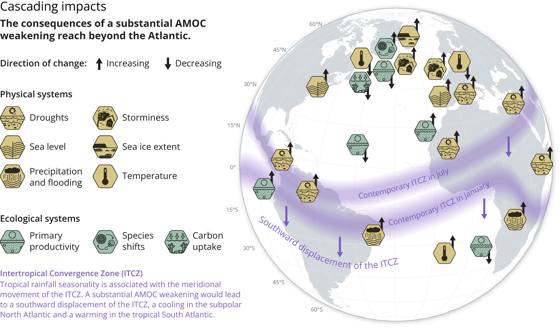 Cascading impacts
The consequences of a substantial AMOC
weakening reach beyond the Atlantic.
Direction of change: Increasing Decreasing
Physical systems
Droughts
Storminess
Sea level
Sea ice extent
Precipitation
and flooding
Temperature
Ecological systems
Primary
productivity
Species
shifts
Carbon
uptake
Intertropical Convergence Zone (ITCZ)
Tropical rainfall seasonality is associated with the meridional
movement of the ITCZ. A substantial AMOC weakening would lead
to a southward displacement of the ITCZ, a cooling in the subpolar
North Atlantic and a warming in the tropical South Atlantic.
60°N
45°N
30°N
15°N
0°
15°S
30°S
45°S
60°S
Contemporary ITCZ in july
Contemporary ITCZ in january
Southward displacement of the ITCZ